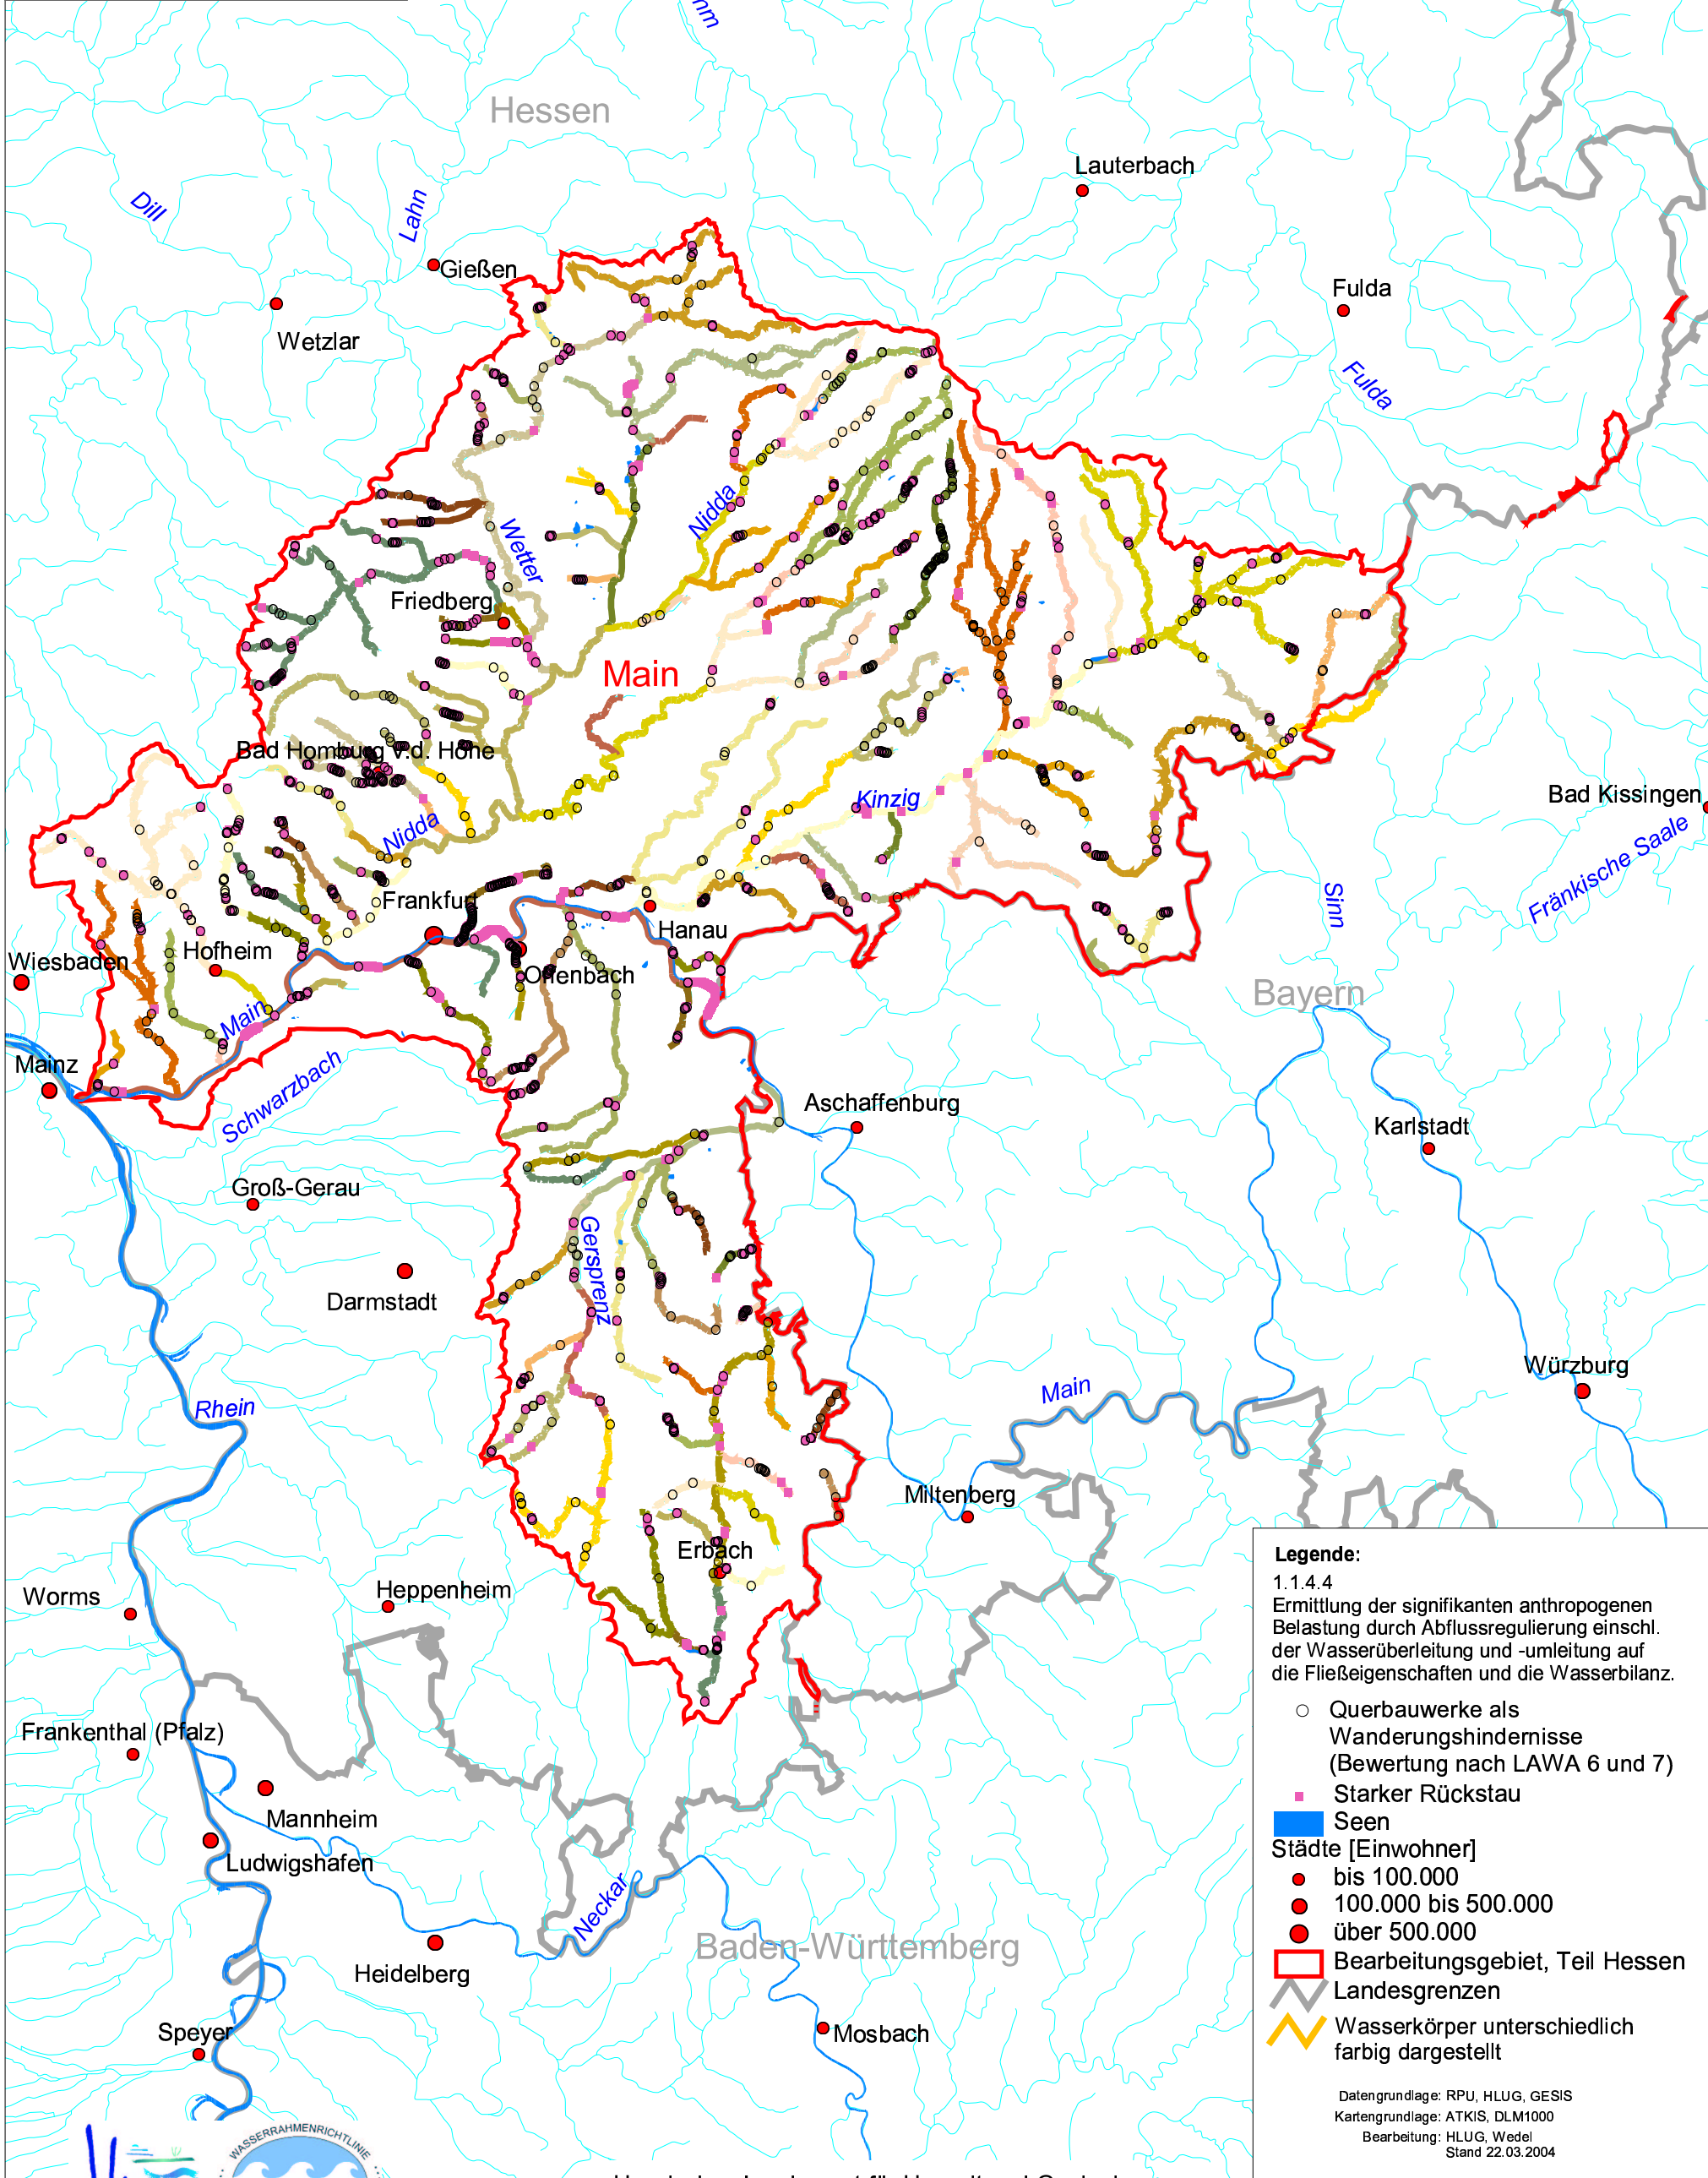 Hessen
Lauterbach
Dill
Lahn
Gießen
Fulda
Wetzlar
Fulda
Nidda
Wetter
Friedberg
Main
Bad Homburg v.d. Höhe
Kinzig
Bad Kissingen
Nidda
Fränkische Saale
Frankfurt
Sinn
Hanau
Hofheim
Wiesbaden
Offenbach
Bayern
Main
Mainz
Schwarzbach
Aschaffenburg
Karlstadt
Groß-Gerau
Gersprenz
Darmstadt
Würzburg
Main
Rhein
Miltenberg
Erbach
Heppenheim
Worms
Frankenthal (Pfalz)
Mannheim
Ludwigshafen
Neckar
Baden-Württemberg
Heidelberg
Speyer
Mosbach
Legende:
1.1.4.4
Ermittlung der signifikanten anthropogenen
Belastung durch Abflussregulierung einschl.
der Wasserüberleitung und -umleitung auf
die Fließeigenschaften und die Wasserbilanz.
Querbauwerke als
Wanderungshindernisse
(Bewertung nach LAWA 6 und 7)
Starker Rückstau
Seen
Städte [Einwohner]
bis 100.000
100.000 bis 500.000
über 500.000
Bearbeitungsgebiet, Teil Hessen
Landesgrenzen
Wasserkörper unterschiedlich
farbig dargestellt
Datengrundlage: RPU, HLUG, GESIS
Kartengrundlage: ATKIS, DLM1000
Bearbeitung: HLUG, Wedel
Stand 22.03.2004
WASSERRAHMENRICHTLINIE